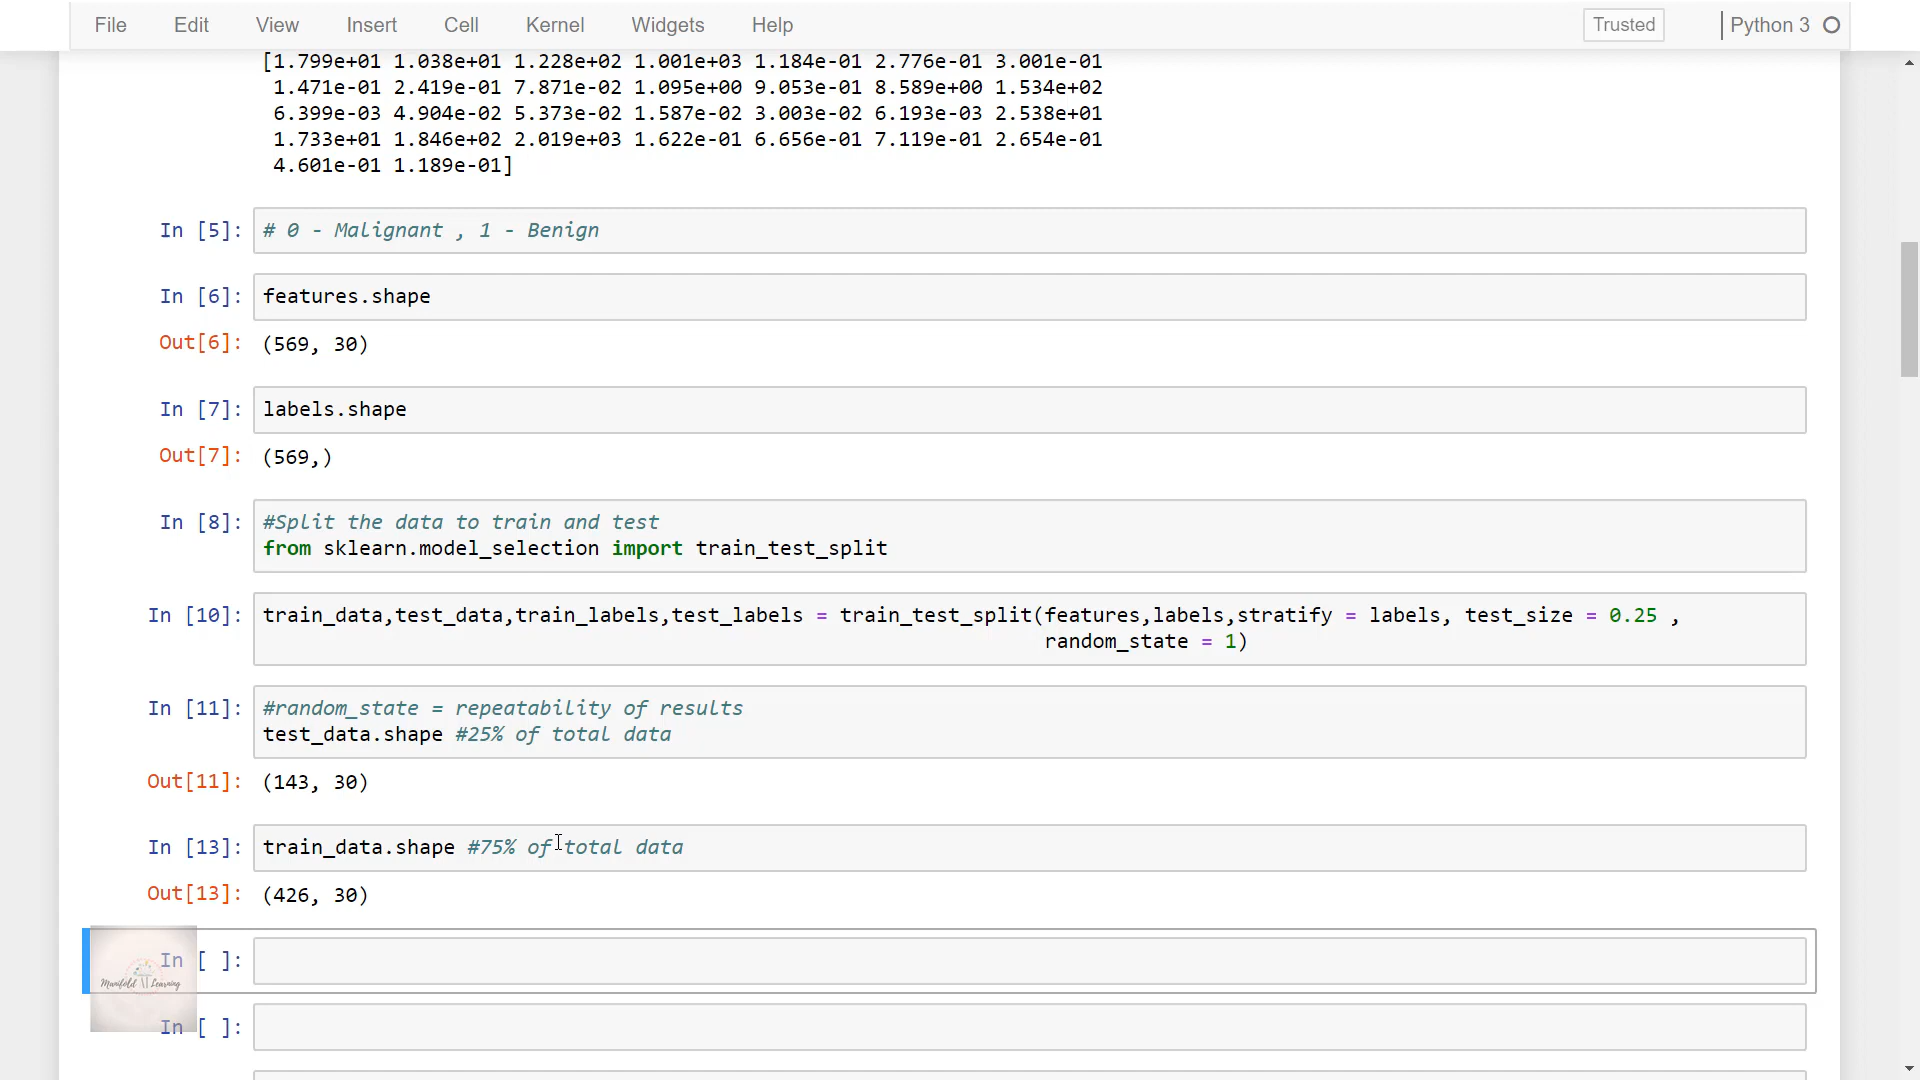 File Edit View Insert Cell Kernel Widgets Help Trusted Python 3
[1.799e+01 1.038e+01 1.228e+02 1.001e+03 1.184e-01 2.776e-01 3.001e-01
1.471e-01 2.419e-01 7.871e-02 1.095e+00 9.053e-01 8.589e+00 1.534e+02
6.399e-03 4.904e-02 5.373e-02 1.587e-02 3.003e-02 6.193e-03 2.538e+01
1.733e+01 1.846e+02 2.019e+03 1.622e-01 6.656e-01 7.119e-01 2.654e-01
4.601e-01 1.189e-01]
In [5]: # 0 - Malignant , 1 - Benign
In [6]: features.shape
Out[6]: (569, 30)
In [7]: labels.shape
Out[7]: (569,)
In [8]: #Split the data to train and test
from sklearn.model_selection import train_test_split
In [10]: train_data,test_data,train_labels,test_labels = train_test_split(features,labels,stratify = labels, test_size = 0.25 ,
random_state = 1)
In [11]: #random_state = repeatability of results
test_data.shape #25% of total data
Out[11]: (143, 30)
In [13]: train_data.shape #75% of total data
Out[13]: (426, 30)
In [ ]:
Manifold Learning
In [ ]: